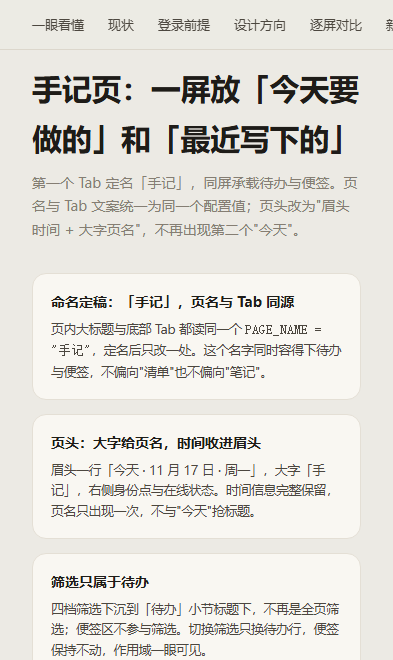 一眼看懂 现状 登录前提 设计方向 逐屏对比
手记页：一屏放「今天要
做的」和「最近写下的」
第一个 Tab 定名「手记」，同屏承载待办与便签。页
名与 Tab 文案统一为同一个配置值；页头改为"眉头
时间 + 大字页名"，不再出现第二个"今天"。
命名定稿：「手记」，页名与 Tab 同源
页内大标题与底部 Tab 都读同一个 PAGE_NAME =
"手记"，定名后只改一处。这个名字同时容得下待办
与便签，不偏向"清单"也不偏向"笔记"。
页头：大字给页名，时间收进眉头
眉头一行「今天 · 11 月 17 日 · 周一」，大字「手
记」，右侧身份点与在线状态。时间信息完整保留，
页名只出现一次，不与"今天"抢标题。
筛选只属于待办
四档筛选下沉到「待办」小节标题下，不再是全页筛
选；便签区不参与筛选。切换筛选只换待办行，便签
保持不动，作用域一眼可见。